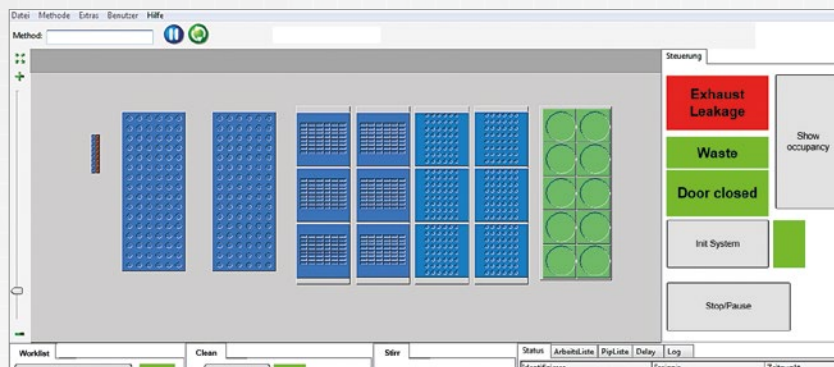 Datei Methode Extras Benutzer Hilfe
Method:
Steuerung
Exhaust
Leakage
Show
occupancy
Waste
Door closed
Init System
Stop/Pause
Worklist
Clean
Stirr
Status ArbeitsListe PipListe Delay Log